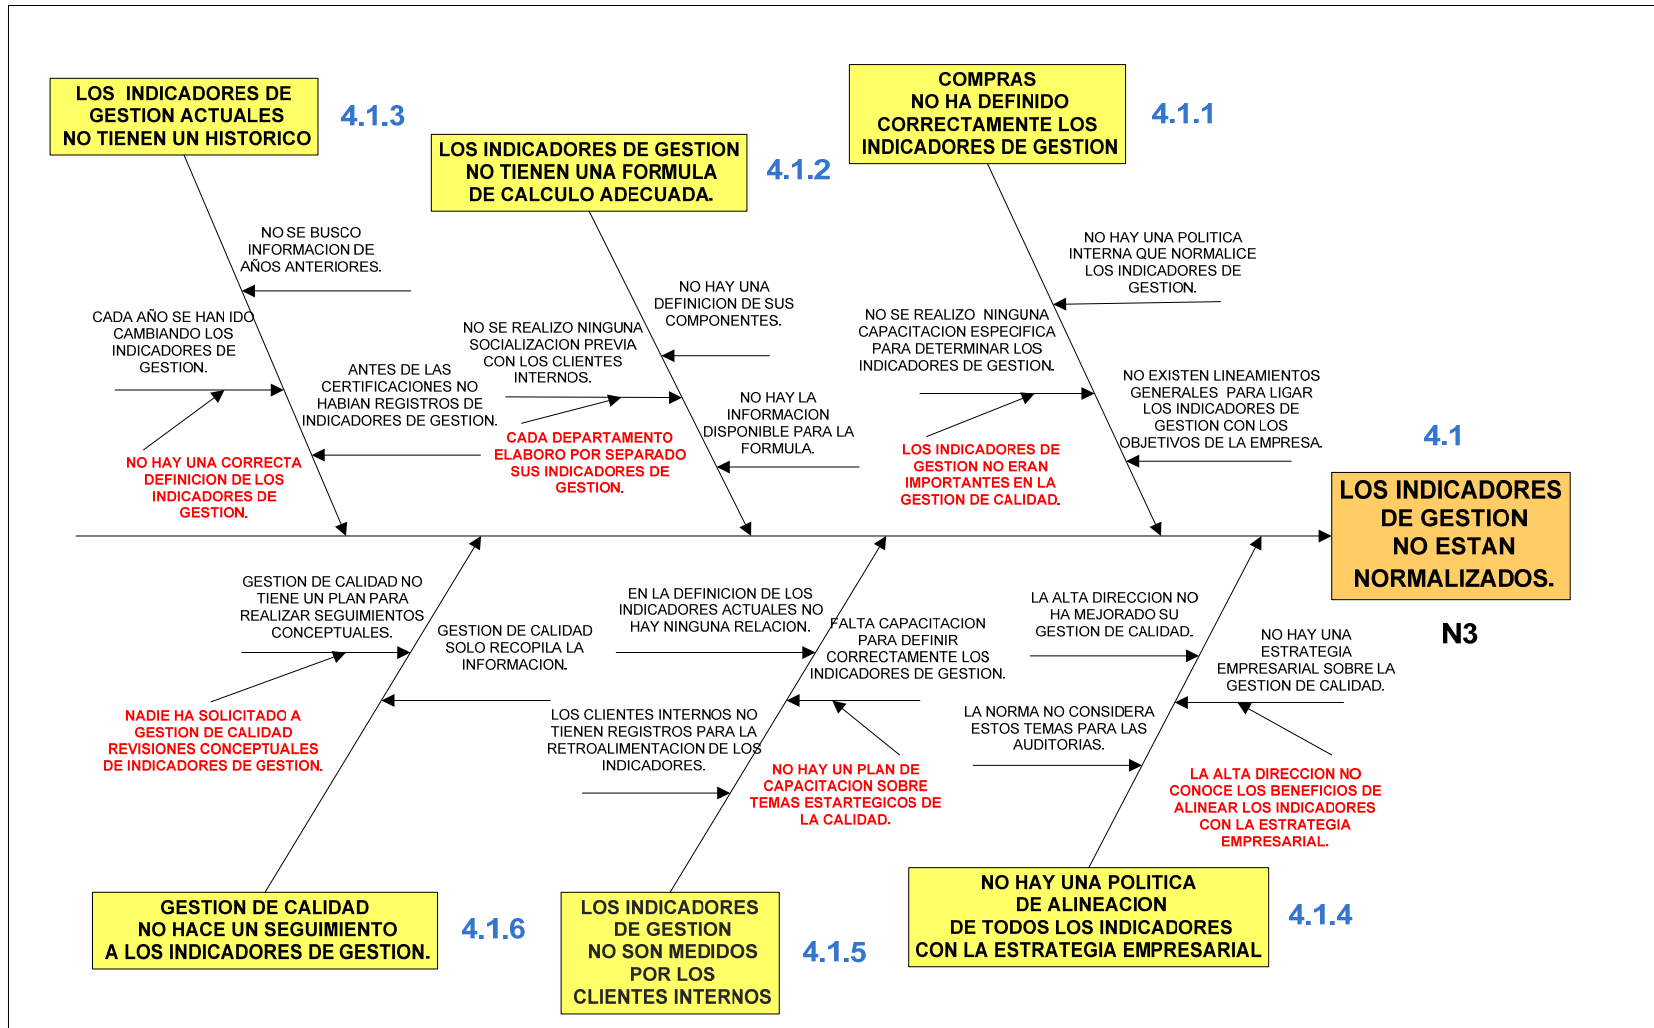 LOS INDICADORES DE
GESTION ACTUALES
NO TIENEN UN HISTORICO
4.1.3
LOS INDICADORES DE GESTION
NO TIENEN UNA FORMULA
DE CALCULO ADECUADA.
4.1.2
COMPRAS
NO HA DEFINIDO
CORRECTAMENTE LOS
INDICADORES DE GESTION
4.1.1
NO SE BUSCO
INFORMACION DE
AÑOS ANTERIORES.
CADA AÑO SE HAN IDO
CAMBIANDO LOS
INDICADORES DE
GESTION.
ANTES DE LAS
CERTIFICACIONES NO
HABIAN REGISTROS DE
INDICADORES DE GESTION.
NO HAY UNA CORRECTA
DEFINICION DE LOS
INDICADORES DE
GESTION.
NO HAY UNA
DEFINICION DE SUS
COMPONENTES.
NO SE REALIZO NINGUNA
SOCIALIZACION PREVIA
CON LOS CLIENTES
INTERNOS.
NO HAY LA
INFORMACION
DISPONIBLE PARA LA
FORMULA.
CADA DEPARTAMENTO
ELABORO POR SEPARADO
SUS INDICADORES DE
GESTION.
NO HAY UNA POLITICA
INTERNA QUE NORMALICE
LOS INDICADORES DE
GESTION.
NO SE REALIZO NINGUNA
CAPACITACION ESPECIFICA
PARA DETERMINAR LOS
INDICADORES DE GESTION.
NO EXISTEN LINEAMIENTOS
GENERALES PARA LIGAR
LOS INDICADORES DE
GESTION CON LOS
OBJETIVOS DE LA EMPRESA.
LOS INDICADORES DE
GESTION NO ERAN
IMPORTANTES EN LA
GESTION DE CALIDAD.
4.1
LOS INDICADORES
DE GESTION
NO ESTAN
NORMALIZADOS.
N3
GESTION DE CALIDAD NO
TIENE UN PLAN PARA
REALIZAR SEGUIMIENTOS
CONCEPTUALES.
GESTION DE CALIDAD
SOLO RECOPILA LA
INFORMACION.
NADIE HA SOLICITADO A
GESTION DE CALIDAD
REVISIONES CONCEPTUALES
DE INDICADORES DE GESTION.
EN LA DEFINICION DE LOS
INDICADORES ACTUALES NO
HAY NINGUNA RELACION.
FALTA CAPACITACION
PARA DEFINIR
CORRECTAMENTE LOS
INDICADORES DE GESTION.
LOS CLIENTES INTERNOS NO
TIENEN REGISTROS PARA LA
RETROALIMENTACION DE LOS
INDICADORES.
NO HAY UN PLAN DE
CAPACITACION SOBRE
TEMAS ESTARTEGICOS DE
LA CALIDAD.
LA ALTA DIRECCION NO
HA MEJORADO SU
GESTION DE CALIDAD.
NO HAY UNA
ESTRATEGIA
EMPRESARIAL SOBRE LA
GESTION DE CALIDAD.
LA NORMA NO CONSIDERA
ESTOS TEMAS PARA LAS
AUDITORIAS.
LA ALTA DIRECCION NO
CONOCE LOS BENEFICIOS DE
ALINEAR LOS INDICADORES
CON LA ESTRATEGIA
EMPRESARIAL.
GESTION DE CALIDAD
NO HACE UN SEGUIMIENTO
A LOS INDICADORES DE GESTION.
4.1.6
LOS INDICADORES
DE GESTION
NO SON MEDIDOS
POR LOS
CLIENTES INTERNOS
4.1.5
NO HAY UNA POLITICA
DE ALINEACION
DE TODOS LOS INDICADORES
CON LA ESTRATEGIA EMPRESARIAL
4.1.4